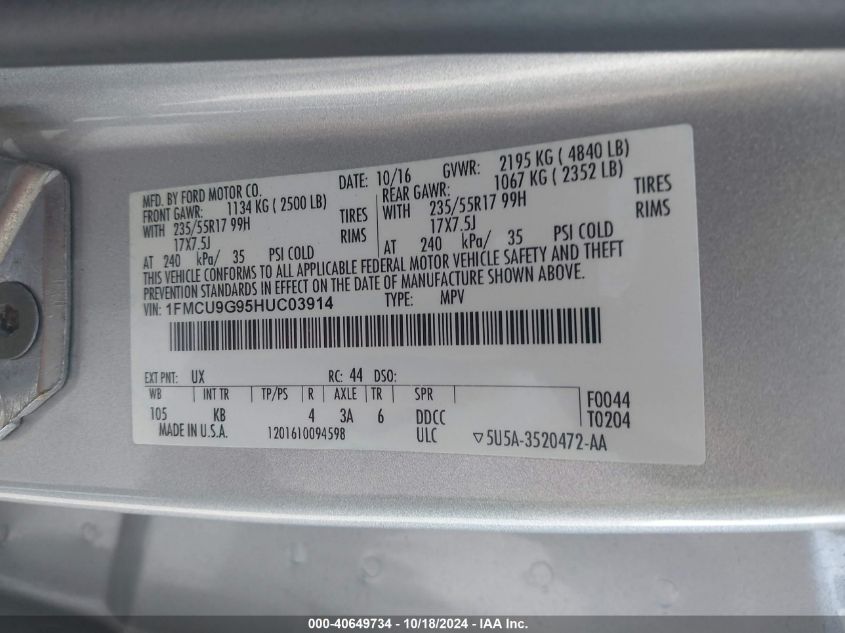 MFD. BY FORD MOTOR CO. DATE: 10/16 GVWR: 2195 KG ( 4840 LB)
FRONT GAWR: 1134 KG ( 2500 LB) REAR GAWR: 1067 KG ( 2352 LB)
WITH 235/55R17 99H TIRES WITH 235/55R17 99H TIRES
17X7.5J RIMS 17X7.5J RIMS
AT 240 kPa/ 35 PSI COLD AT 240 kPa/ 35 PSI COLD
THIS VEHICLE CONFORMS TO ALL APPLICABLE FEDERAL MOTOR VEHICLE SAFETY AND THEFT
PREVENTION STANDARDS IN EFFECT ON THE DATE OF MANUFACTURE SHOWN ABOVE.
VIN: 1FMCU9G95HUC03914 TYPE: MPV
EXT PNT: UX RC: 44 DSO:
WB INT TR TP/PS R AXLE TR SPR F0044
105 KB 4 3A 6 DDCC T0204
MADE IN U.S.A. 1201610094598 ULC ▽5U5A-3520472-AA
000-40649734 - 10/18/2024 - IAA Inc.